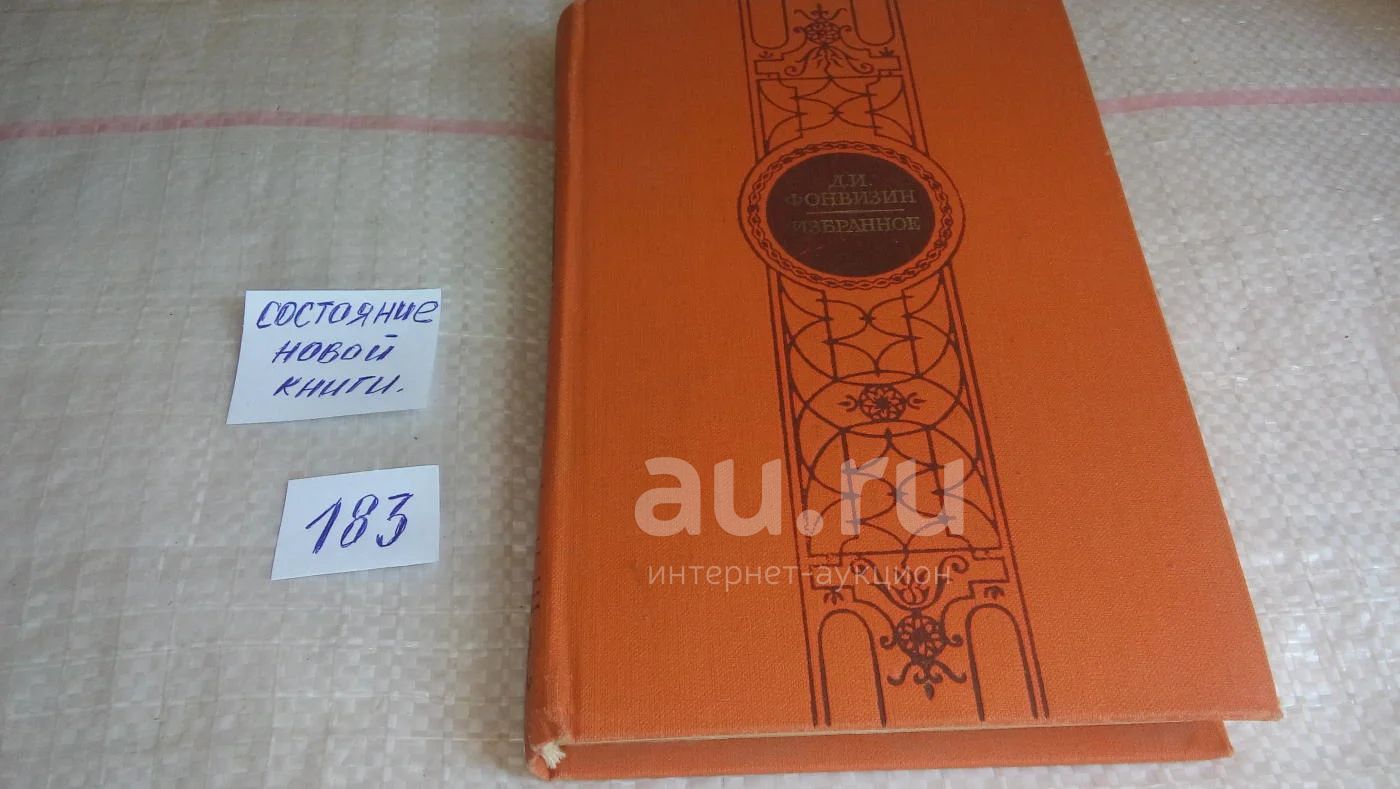 Д.И.
ФОНВИЗИН
ИЗБРАННОЕ
состояние
новой
книги.
183
au.ru
интернет-аукцион